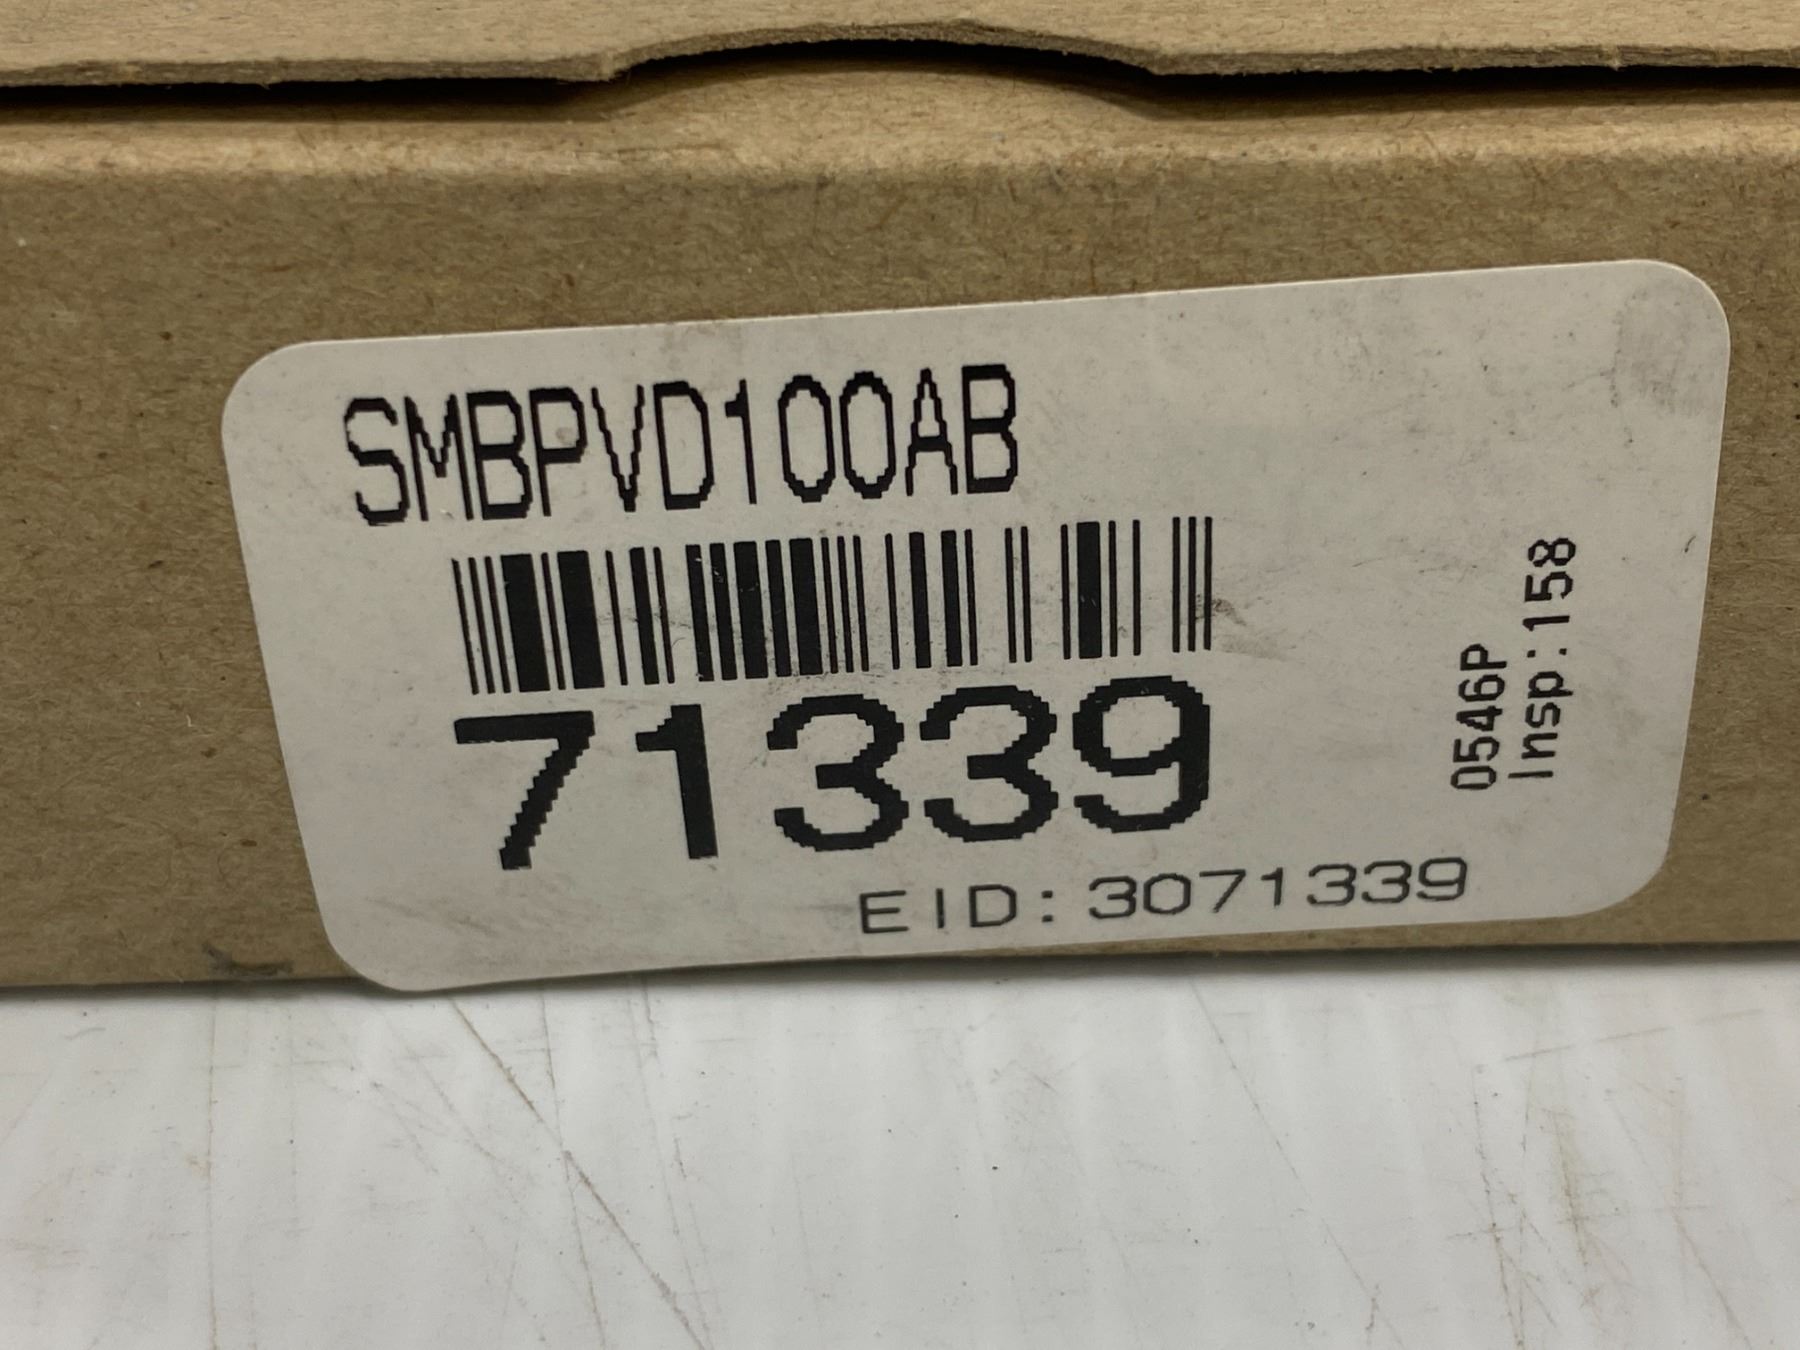 SMBPVD100AB
71339
EID:3071339
0546P
Insp:158